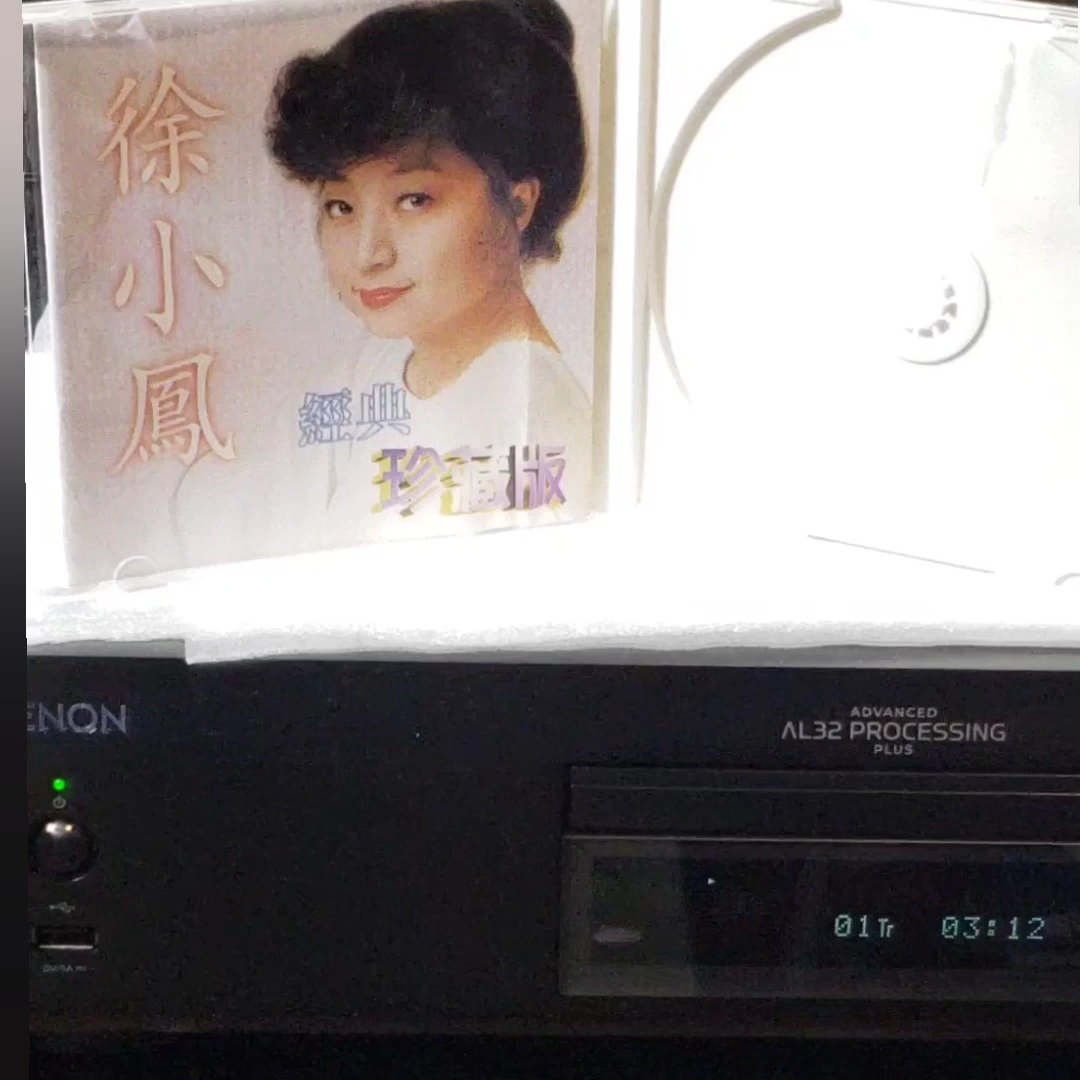 徐小鳳
經典
珍藏版
ENON
ADVANCED
AL32 PROCESSING
PLUS
01Tr 03:12